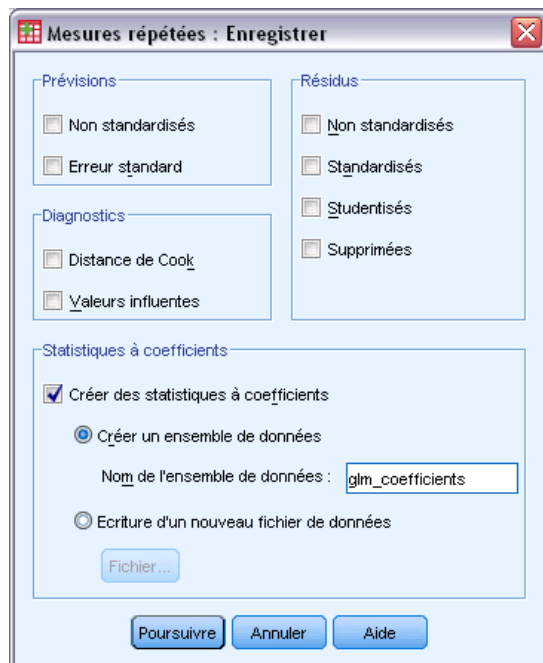 Mesures répétées : Enregistrer
Prévisions
Non standardisés
Erreur standard
Diagnostics
Distance de Cook
Valeurs influentes
Résidus
Non standardisés
Standardisés
Studentisés
Supprimées
Statistiques à coefficients
Créer des statistiques à coefficients
Créer un ensemble de données
Nom de l'ensemble de données : glm_coefficients
Ecriture d'un nouveau fichier de données
Fichier...
Poursuivre Annuler Aide